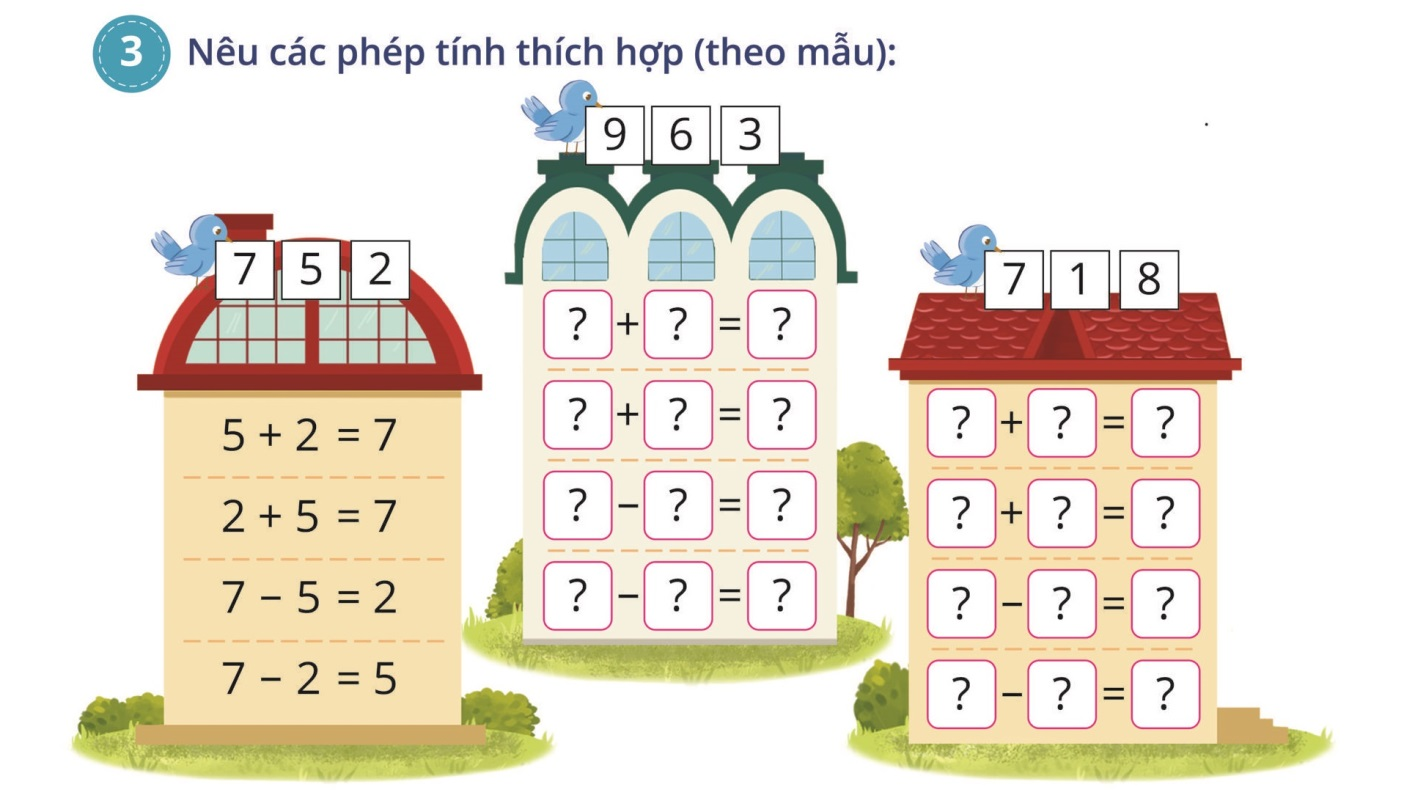 3 Nêu các phép tính thích hợp (theo mẫu):
7 5 2
5 + 2 = 7
2 + 5 = 7
7 – 5 = 2
7 – 2 = 5
9 6 3
? + ? = ?
? + ? = ?
? – ? = ?
? – ? = ?
7 1 8
? + ? = ?
? + ? = ?
? – ? = ?
? – ? = ?